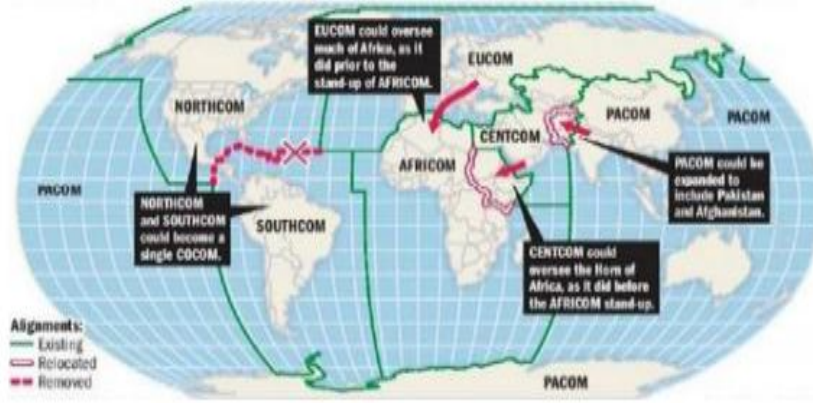 EUCOM could oversee
much of Africa, as it
did prior to the
stand-up of AFRICOM.
EUCOM
NORTHCOM
PACOM
PACOM
CENTCOM
AFRICOM
PACOM
PACOM could be
expanded to
include Pakistan
and Afghanistan.
NORTHCOM
and SOUTHCOM
could become a
single COCOM.
SOUTHCOM
CENTCOM could
oversee the Horn of
Africa, as it did before
the AFRICOM stand-up.
Alignments:
Existing
Relocated
Removed
PACOM